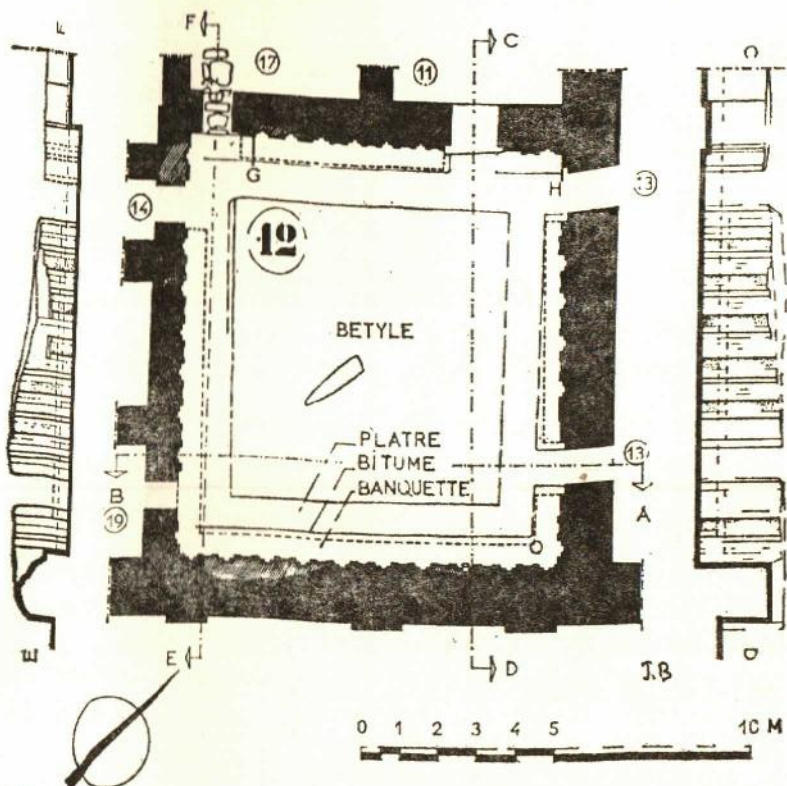 F
F
17
11
C
C
G
H
13
14
12
BETYLE
PLATRE
BITUME
BANQUETTE
13
B
A
19
E
E
D
D
J.B
0 1 2 3 4 5 10 M